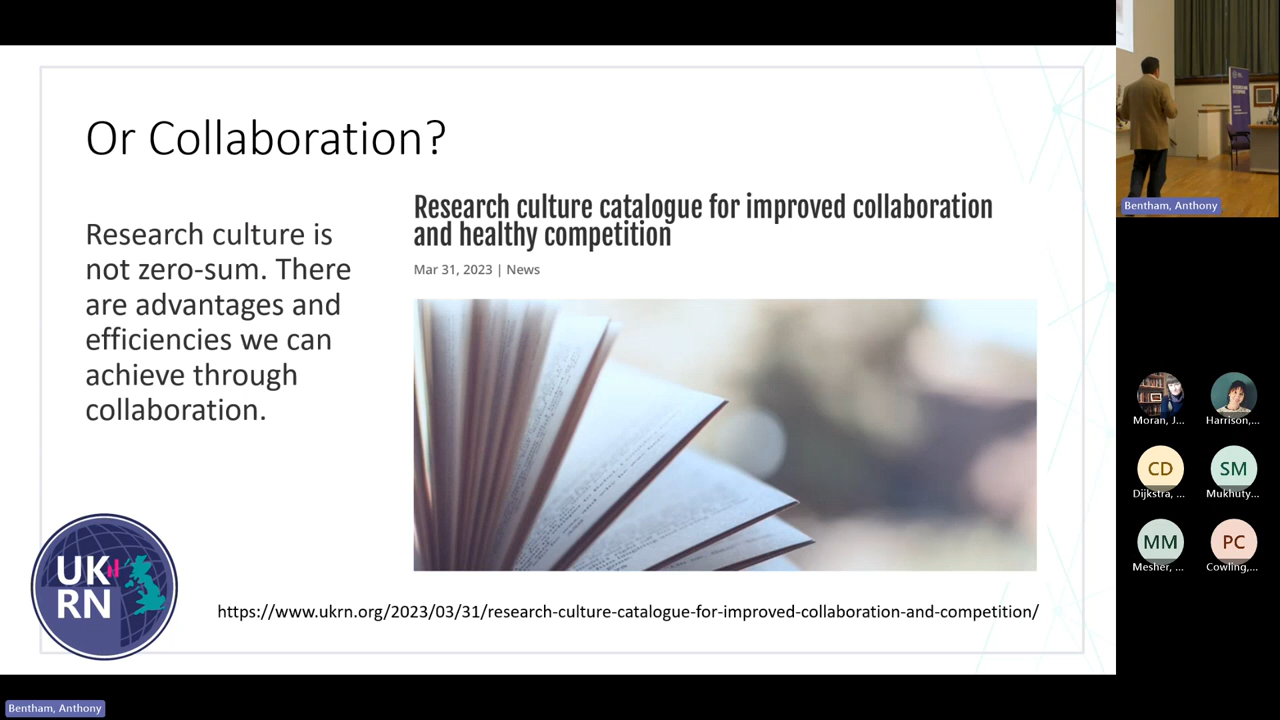 Or Collaboration?
Research culture is
not zero-sum. There
are advantages and
efficiencies we can
achieve through
collaboration.
Research culture catalogue for improved collaboration
and healthy competition
Mar 31, 2023 | News
UK
RN
https://www.ukrn.org/2023/03/31/research-culture-catalogue-for-improved-collaboration-and-competition/
Bentham, Anthony
Moran, J...
Harrison,...
CD
Dijkstra, ...
SM
Mukhuty...
MM
Mesher, ...
PC
Cowling,...
Bentham, Anthony